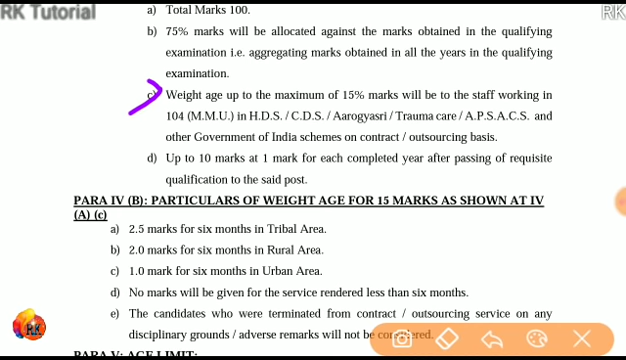 RK Tutorial
RK
a) Total Marks 100.
b) 75% marks will be allocated against the marks obtained in the qualifying
examination i.e. aggregating marks obtained in all the years in the qualifying
examination.
c) Weight age up to the maximum of 15% marks will be to the staff working in
104 (M.M.U.) in H.D.S. / C.D.S. / Aarogyasri / Trauma care / A.P.S.A.C.S. and
other Government of India schemes on contract / outsourcing basis.
d) Up to 10 marks at 1 mark for each completed year after passing of requisite
qualification to the said post.
PARA IV (B): PARTICULARS OF WEIGHT AGE FOR 15 MARKS AS SHOWN AT IV
(A) (c)
a) 2.5 marks for six months in Tribal Area.
b) 2.0 marks for six months in Rural Area.
c) 1.0 mark for six months in Urban Area.
d) No marks will be given for the service rendered less than six months.
e) The candidates who were terminated from contract / outsourcing service on any
disciplinary grounds / adverse remarks will not be considered.
RK
PARA V: AGE LIMIT: